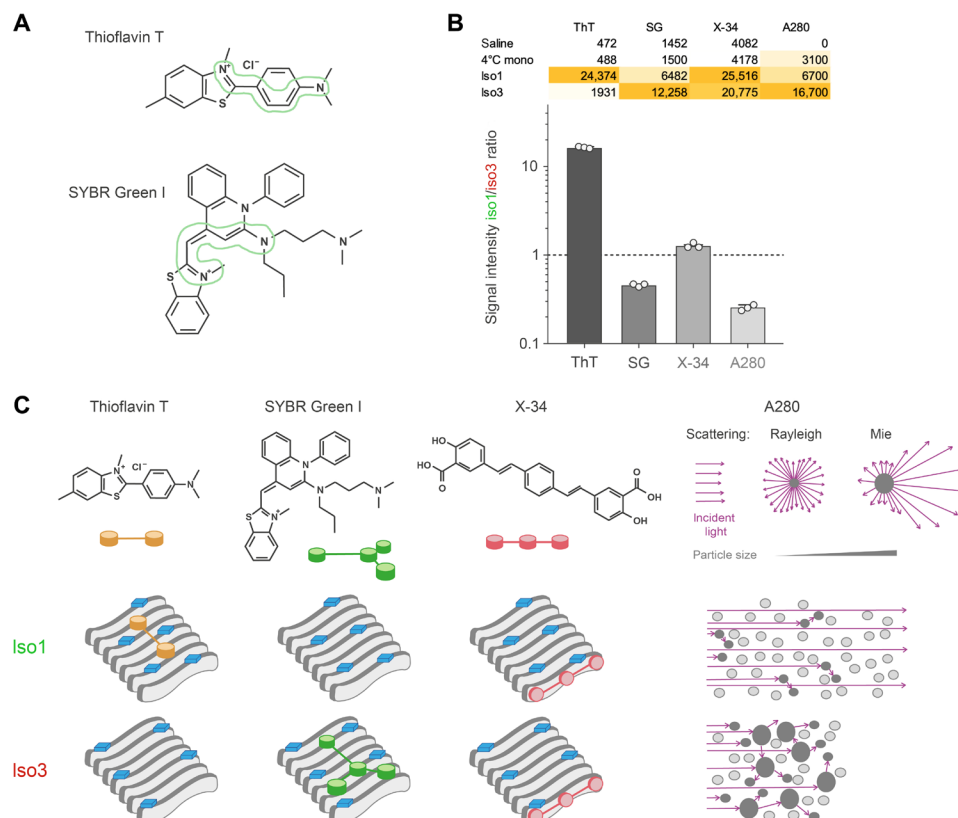 A
Thioflavin T
N+
Cl−
N
S
SYBR Green I
N
N
N
S
N+
B
ThT SG X-34 A280
Saline 472 1452 4082 0
4°C mono 488 1500 4178 3100
Iso1 24,374 6482 25,516 6700
Iso3 1931 12,258 20,775 16,700
Signal intensity iso1/iso3 ratio
10
1
0.1
ThT SG X-34 A280
C
Thioflavin T
SYBR Green I
X-34
A280
N+
Cl−
N
S
N
N
N
S
N+
HO
HO
O
O
OH
OH
Scattering: Rayleigh Mie
Incident
light
Particle size
Iso1
Iso3